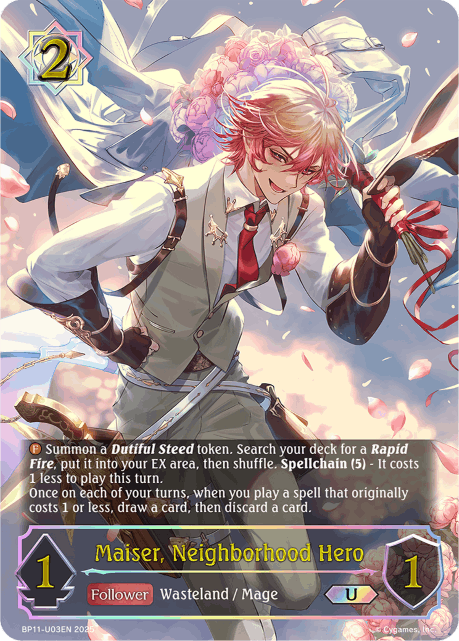 2
F Summon a Dutiful Steed token. Search your deck for a Rapid
Fire, put it into your EX area, then shuffle. Spellchain (5) - It costs
1 less to play this turn.
Once on each of your turns, when you play a spell that originally
costs 1 or less, draw a card, then discard a card.
Maiser, Neighborhood Hero
1
Follower Wasteland / Mage U
1
BP11-U03EN 2025 © Cygames, Inc.